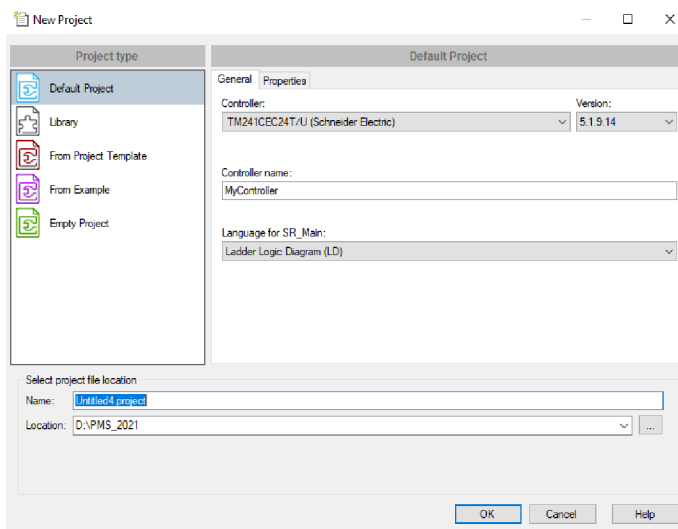 New Project
Project type
Default Project
Library
From Project Template
From Example
Empty Project
Default Project
General Properties
Controller: Version:
TM241CEC24T/U (Schneider Electric) 5.1.9.14
Controller name:
MyController
Language for SR_Main:
Ladder Logic Diagram (LD)
Select project file location
Name: Untitled4 project
Location: D:\PMS_2021 ...
OK Cancel Help